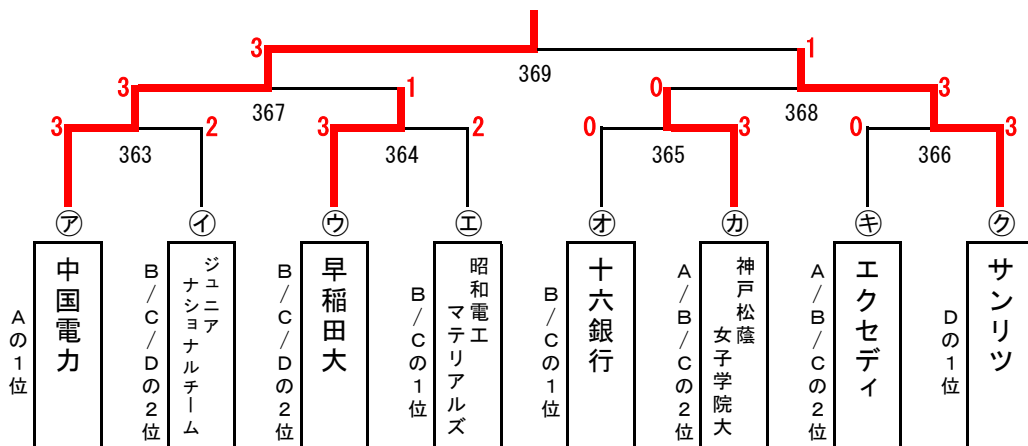 3 1
369
3 1 0 3
367 368
3 2 3 2 0 3 0 3
363 364 365 366
㋐ ㋑ ㋒ ㋓ ㋔ ㋕ ㋖ ㋗
中国電力
Aの1位
ジュニア
ナショナルチーム
B/C/Dの2位
早稲田大
B/C/Dの2位
昭和電工
マテリアルズ
B/Cの1位
十六銀行
B/Cの1位
神戸松蔭
女子学院大
A/B/Cの2位
エクセディ
A/B/Cの2位
サンリツ
Dの1位